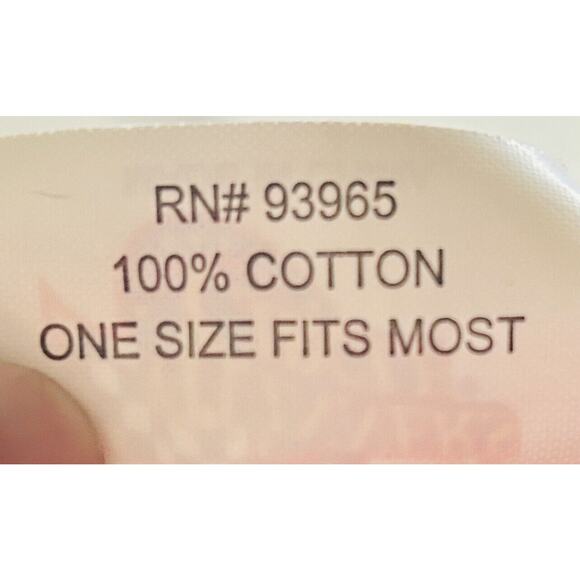 RN# 93965
100% COTTON
ONE SIZE FITS MOST